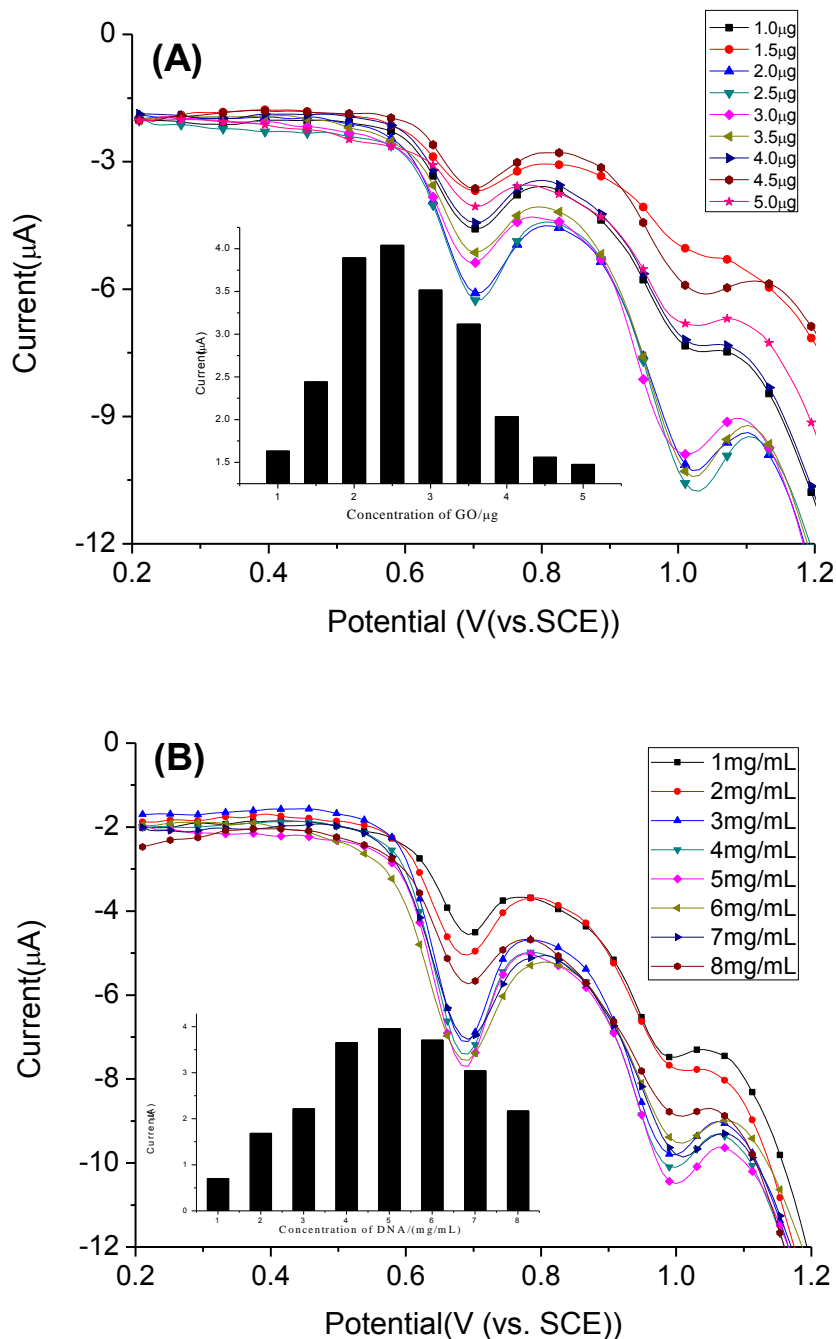 (A)
0
-3
-6
-9
-12
Current(μA)
1.0μg
1.5μg
2.0μg
2.5μg
3.0μg
3.5μg
4.0μg
4.5μg
5.0μg
4.0
3.5
3.0
2.5
2.0
1.5
Current(μA)
1 2 3 4 5
Concentration of GO/μg
0.2 0.4 0.6 0.8 1.0 1.2
Potential (V(vs.SCE))
(B)
0
-2
-4
-6
-8
-10
-12
Current(μA)
1mg/mL
2mg/mL
3mg/mL
4mg/mL
5mg/mL
6mg/mL
7mg/mL
8mg/mL
4
3
2
1
0
Current(μA)
1 2 3 4 5 6 7 8
Concentration of DNA/(mg/mL)
0.2 0.4 0.6 0.8 1.0 1.2
Potential(V (vs. SCE))